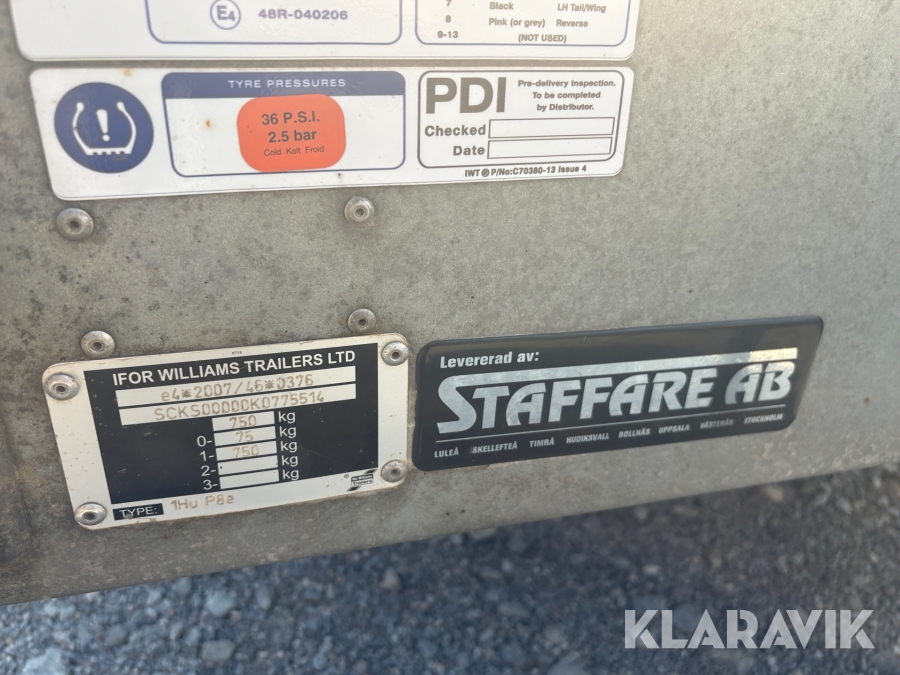 E4 48R-040206
7 Black LH Tail/Wing
8 Pink (or grey) Reverse
9-13 (NOT USED)
TYRE PRESSURES
36 P.S.I.
2.5 bar
Cold Kalt Froid
PDI
Pre-delivery inspection.
To be completed
by Distributor.
Checked
Date
IWT ® P/No:C70380-13 Issue 4
IFOR WILLIAMS TRAILERS LTD
e4*2007/46*0376
SCKS00000K0775514
750 kg
0- 75 kg
1- 750 kg
2- kg
3- kg
TYPE: 1Hu P8e
Levererad av:
STAFFARE AB
LULEÅ SKELLEFTEÅ TIMRÅ HUDIKSVALL BOLLNÄS UPPSALA VÄSTERÅS STOCKHOLM
KLARAVIK